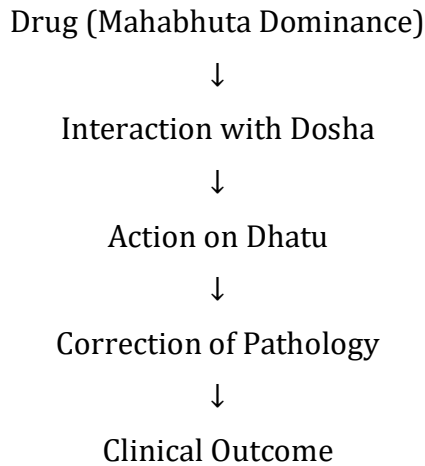 Drug (Mahabhuta Dominance)
↓
Interaction with Dosha
↓
Action on Dhatu
↓
Correction of Pathology
↓
Clinical Outcome